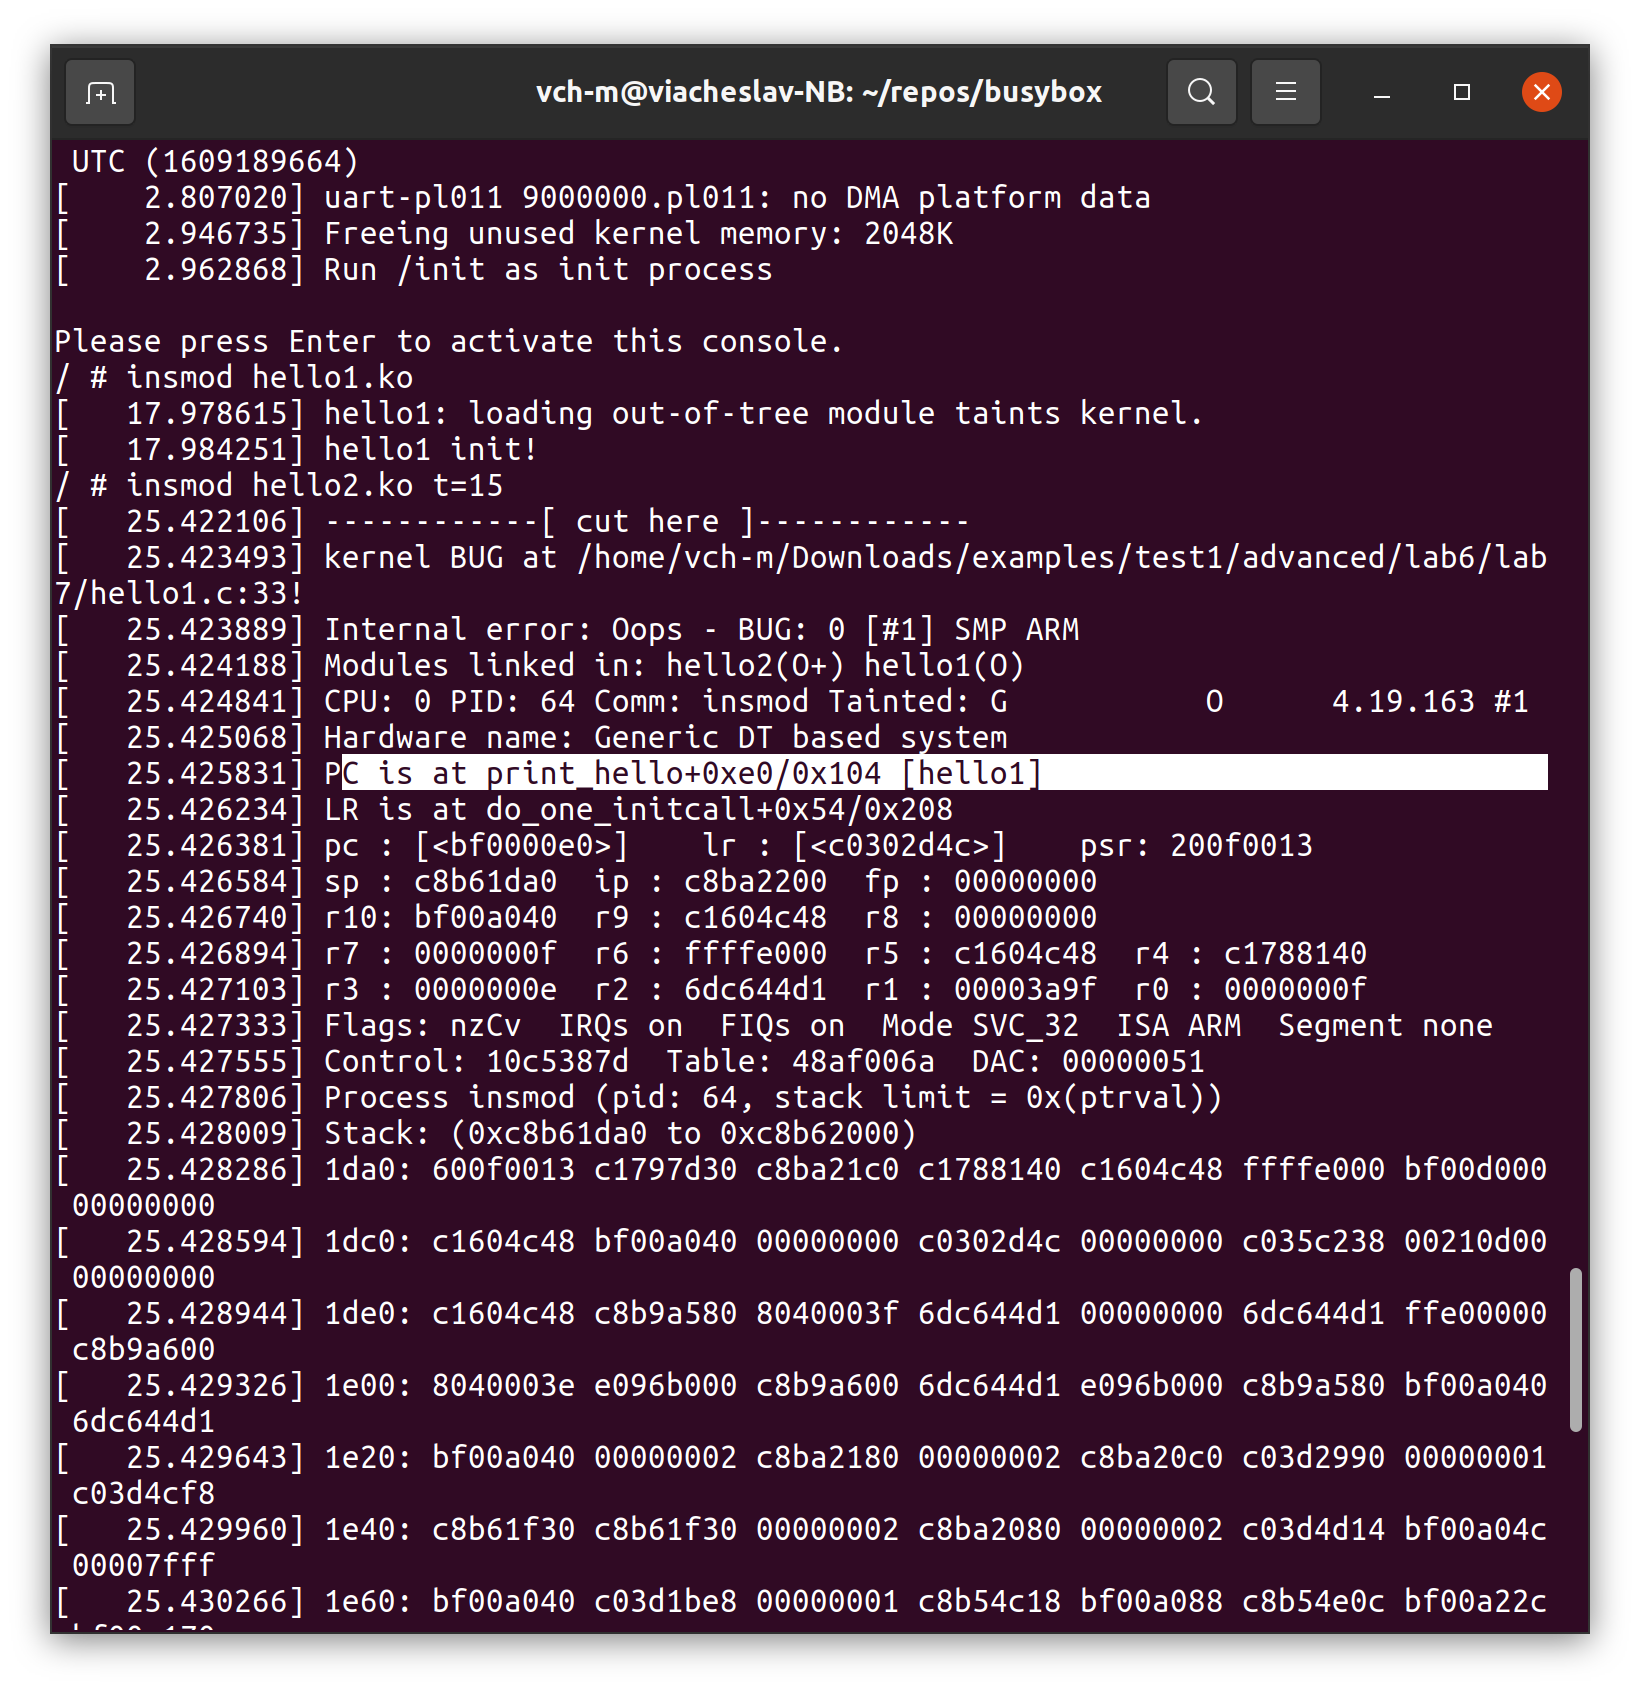 vch-m@viacheslav-NB: ~/repos/busybox
UTC (1609189664)
[    2.807020] uart-pl011 9000000.pl011: no DMA platform data
[    2.946735] Freeing unused kernel memory: 2048K
[    2.962868] Run /init as init process
Please press Enter to activate this console.
/ # insmod hello1.ko
[   17.978615] hello1: loading out-of-tree module taints kernel.
[   17.984251] hello1 init!
/ # insmod hello2.ko t=15
[   25.422106] ------------[ cut here ]------------
[   25.423493] kernel BUG at /home/vch-m/Downloads/examples/test1/advanced/lab6/lab
7/hello1.c:33!
[   25.423889] Internal error: Oops - BUG: 0 [#1] SMP ARM
[   25.424188] Modules linked in: hello2(O+) hello1(O)
[   25.424841] CPU: 0 PID: 64 Comm: insmod Tainted: G           O      4.19.163 #1
[   25.425068] Hardware name: Generic DT based system
[   25.425831] PC is at print_hello+0xe0/0x104 [hello1]
[   25.426234] LR is at do_one_initcall+0x54/0x208
[   25.426381] pc : [<bf0000e0>]    lr : [<c0302d4c>]    psr: 200f0013
[   25.426584] sp : c8b61da0  ip : c8ba2200  fp : 00000000
[   25.426740] r10: bf00a040  r9 : c1604c48  r8 : 00000000
[   25.426894] r7 : 0000000f  r6 : ffffe000  r5 : c1604c48  r4 : c1788140
[   25.427103] r3 : 0000000e  r2 : 6dc644d1  r1 : 00003a9f  r0 : 0000000f
[   25.427333] Flags: nzCv  IRQs on  FIQs on  Mode SVC_32  ISA ARM  Segment none
[   25.427555] Control: 10c5387d  Table: 48af006a  DAC: 00000051
[   25.427806] Process insmod (pid: 64, stack limit = 0x(ptrval))
[   25.428009] Stack: (0xc8b61da0 to 0xc8b62000)
[   25.428286] 1da0: 600f0013 c1797d30 c8ba21c0 c1788140 c1604c48 ffffe000 bf00d000
00000000
[   25.428594] 1dc0: c1604c48 bf00a040 00000000 c0302d4c 00000000 c035c238 00210d00
00000000
[   25.428944] 1de0: c1604c48 c8b9a580 8040003f 6dc644d1 00000000 6dc644d1 ffe00000
c8b9a600
[   25.429326] 1e00: 8040003e e096b000 c8b9a600 6dc644d1 e096b000 c8b9a580 bf00a040
6dc644d1
[   25.429643] 1e20: bf00a040 00000002 c8ba2180 00000002 c8ba20c0 c03d2990 00000001
c03d4cf8
[   25.429960] 1e40: c8b61f30 c8b61f30 00000002 c8ba2080 00000002 c03d4d14 bf00a04c
00007fff
[   25.430266] 1e60: bf00a040 c03d1be8 00000001 c8b54c18 bf00a088 c8b54e0c bf00a22c